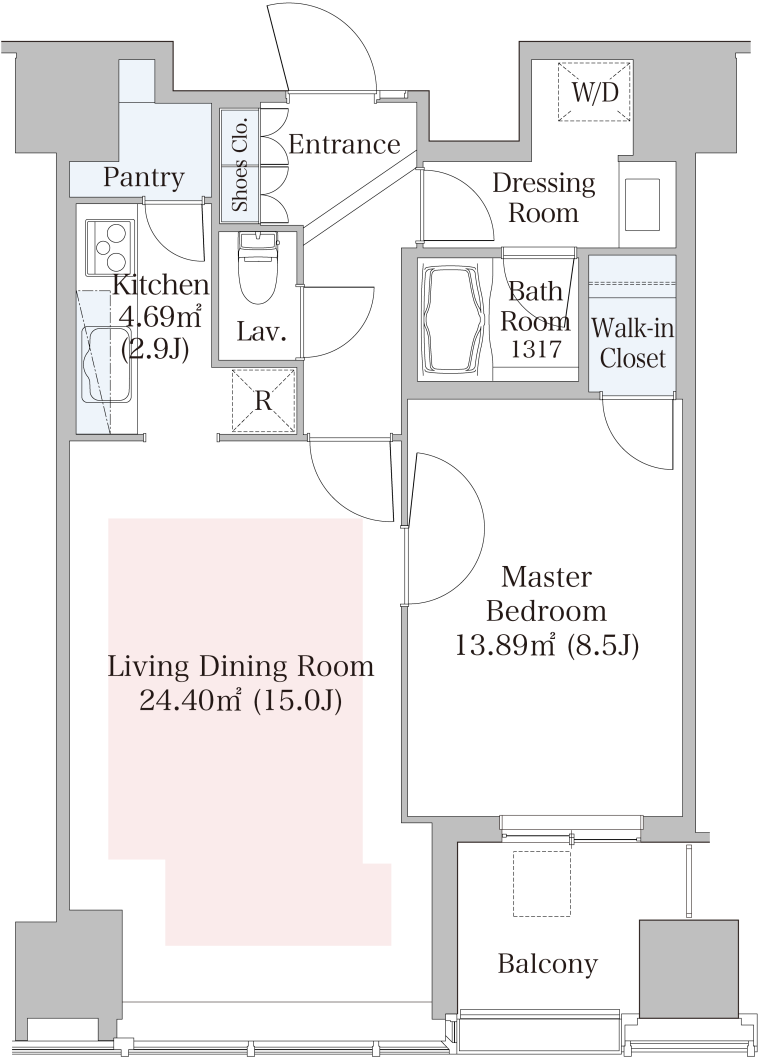 W/D
Shoes Clo.
Entrance
Pantry
Dressing
Room
Kitchen
4.69㎡
(2.9J)
Lav.
Bath
Room
1317
Walk-in
Closet
R
Master
Bedroom
13.89㎡ (8.5J)
Living Dining Room
24.40㎡ (15.0J)
Balcony